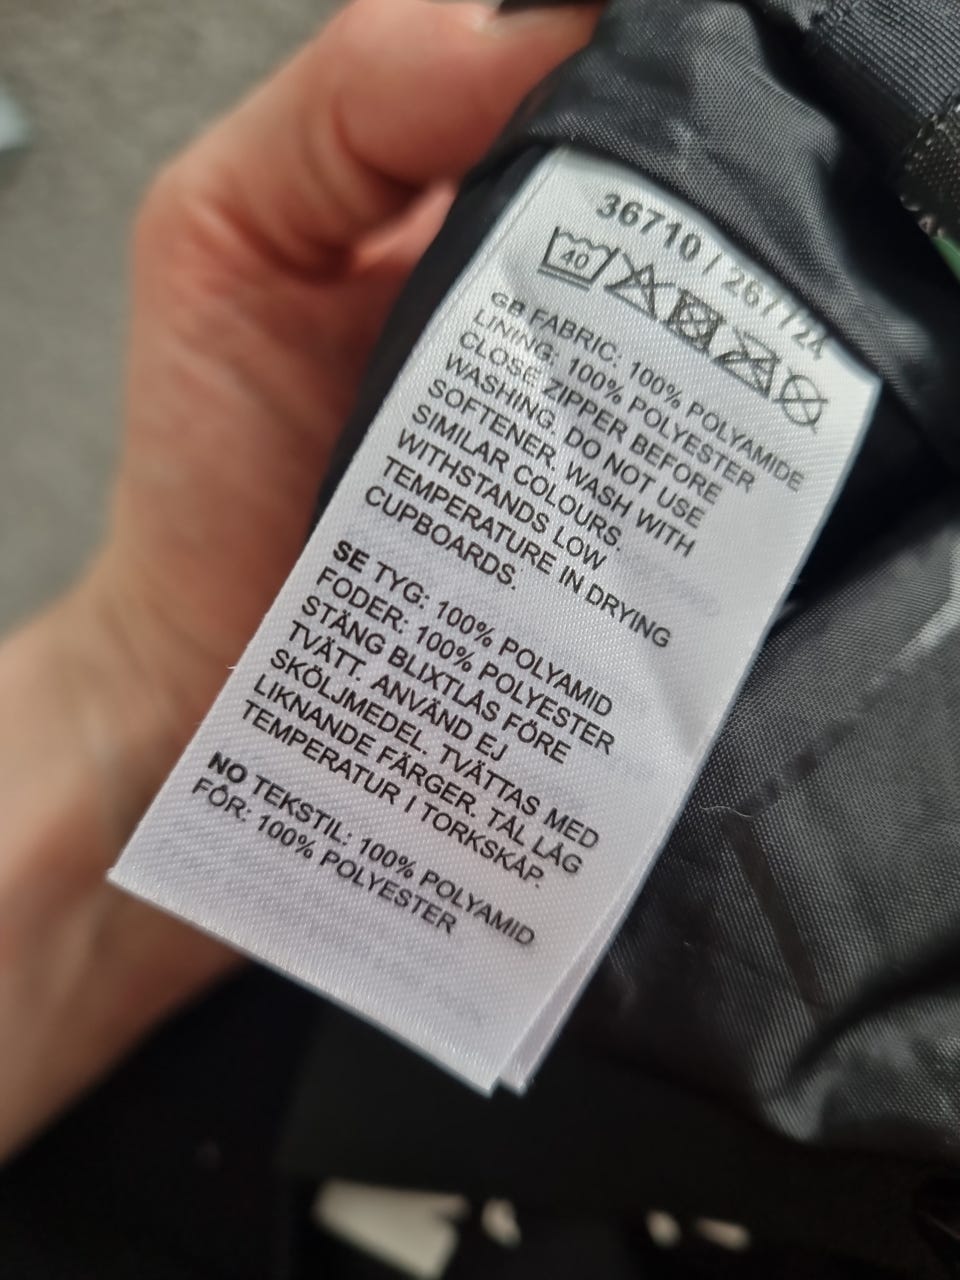 36710 / 267724
40
GB FABRIC: 100% POLYAMIDE
LINING: 100% POLYESTER
CLOSE ZIPPER BEFORE
WASHING. DO NOT USE
SOFTENER. WASH WITH
SIMILAR COLOURS.
WITHSTANDS LOW
TEMPERATURE IN DRYING
CUPBOARDS.
SE TYG: 100% POLYAMID
FODER: 100% POLYESTER
STÄNG BLIXTLÅS FÖRE
TVÄTT. ANVÄND EJ
SKÖLJMEDEL. TVÄTTAS MED
LIKNANDE FÄRGER. TÅL LÅG
TEMPERATUR I TORKSKÅP.
NO TEKSTIL: 100% POLYAMID
FÔR: 100% POLYESTER